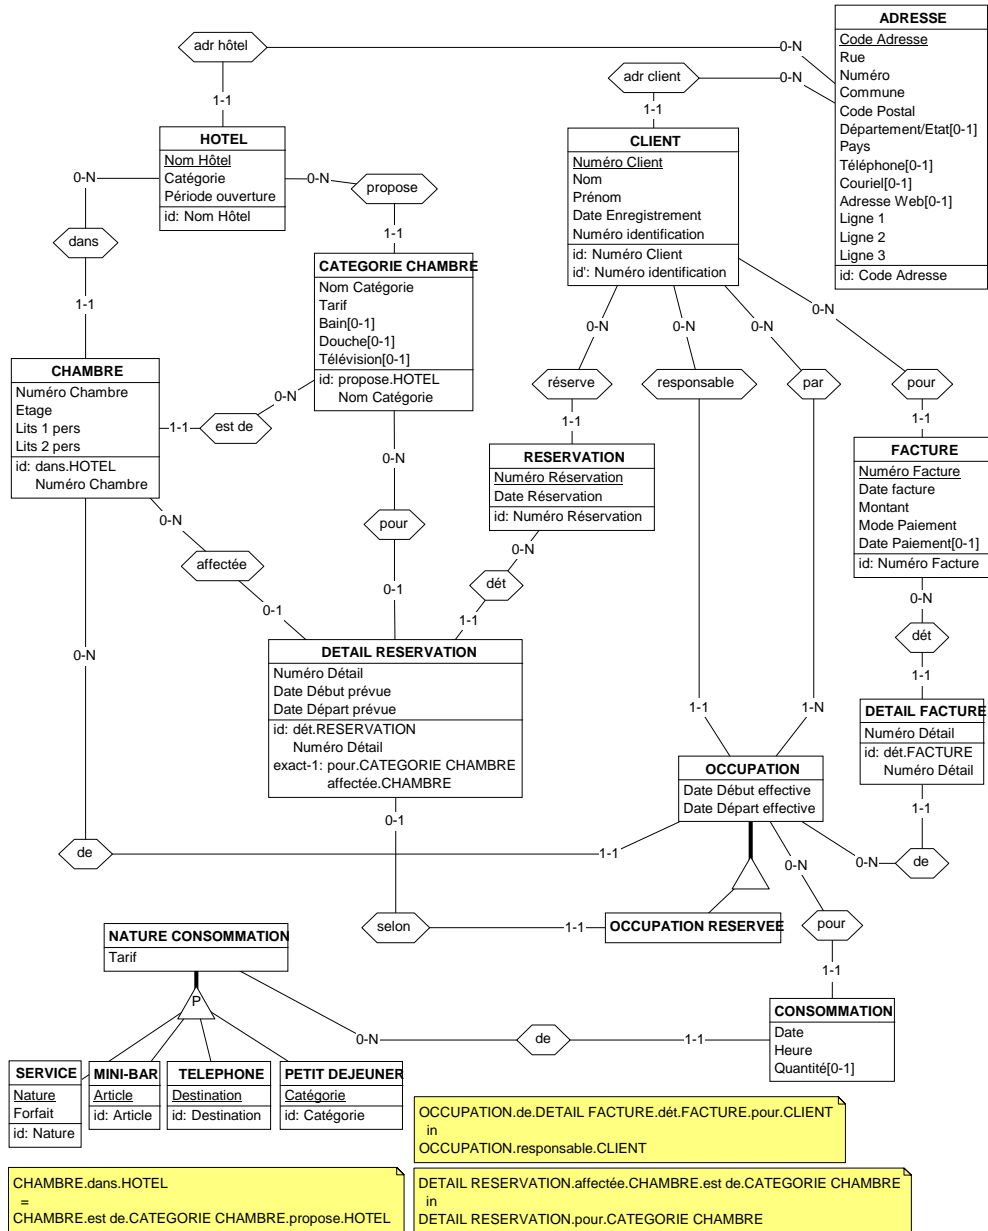 ADRESSE
Code Adresse
Rue
Numéro
Commune
Code Postal
Département/Etat[0-1]
Pays
Téléphone[0-1]
Couriel[0-1]
Adresse Web[0-1]
Ligne 1
Ligne 2
Ligne 3
id: Code Adresse
adr hôtel
0-N
adr client
0-N
1-1
1-1
HOTEL
Nom Hôtel
Catégorie
Période ouverture
id: Nom Hôtel
CLIENT
Numéro Client
Nom
Prénom
Date Enregistrement
Numéro identification
id: Numéro Client
id': Numéro identification
0-N
0-N
propose
dans
1-1
1-1
CATEGORIE CHAMBRE
Nom Catégorie
Tarif
Bain[0-1]
Douche[0-1]
Télévision[0-1]
id: propose.HOTEL
Nom Catégorie
0-N
0-N
0-N
0-N
CHAMBRE
Numéro Chambre
Etage
Lits 1 pers
Lits 2 pers
id: dans.HOTEL
Numéro Chambre
1-1
est de
0-N
réserve
responsable
par
pour
1-1
1-1
RESERVATION
Numéro Réservation
Date Réservation
id: Numéro Réservation
FACTURE
Numéro Facture
Date facture
Montant
Mode Paiement
Date Paiement[0-1]
id: Numéro Facture
0-N
0-N
pour
affectée
0-N
dét
0-1
0-1
1-1
0-N
dét
1-1
0-N
DETAIL RESERVATION
Numéro Détail
Date Début prévue
Date Départ prévue
id: dét.RESERVATION
Numéro Détail
exact-1: pour.CATEGORIE CHAMBRE
affectée.CHAMBRE
1-1
1-N
DETAIL FACTURE
Numéro Détail
id: dét.FACTURE
Numéro Détail
OCCUPATION
Date Début effective
Date Départ effective
1-1
0-1
de
1-1
0-N
0-N
de
selon
1-1
OCCUPATION RESERVEE
pour
1-1
NATURE CONSOMMATION
Tarif
P
0-N
de
1-1
CONSOMMATION
Date
Heure
Quantité[0-1]
SERVICE
Nature
Forfait
id: Nature
MINI-BAR
Article
id: Article
TELEPHONE
Destination
id: Destination
PETIT DEJEUNER
Catégorie
id: Catégorie
OCCUPATION.de.DETAIL FACTURE.dét.FACTURE.pour.CLIENT
in
OCCUPATION.responsable.CLIENT
CHAMBRE.dans.HOTEL
=
CHAMBRE.est de.CATEGORIE CHAMBRE.propose.HOTEL
DETAIL RESERVATION.affectée.CHAMBRE.est de.CATEGORIE CHAMBRE
in
DETAIL RESERVATION.pour.CATEGORIE CHAMBRE